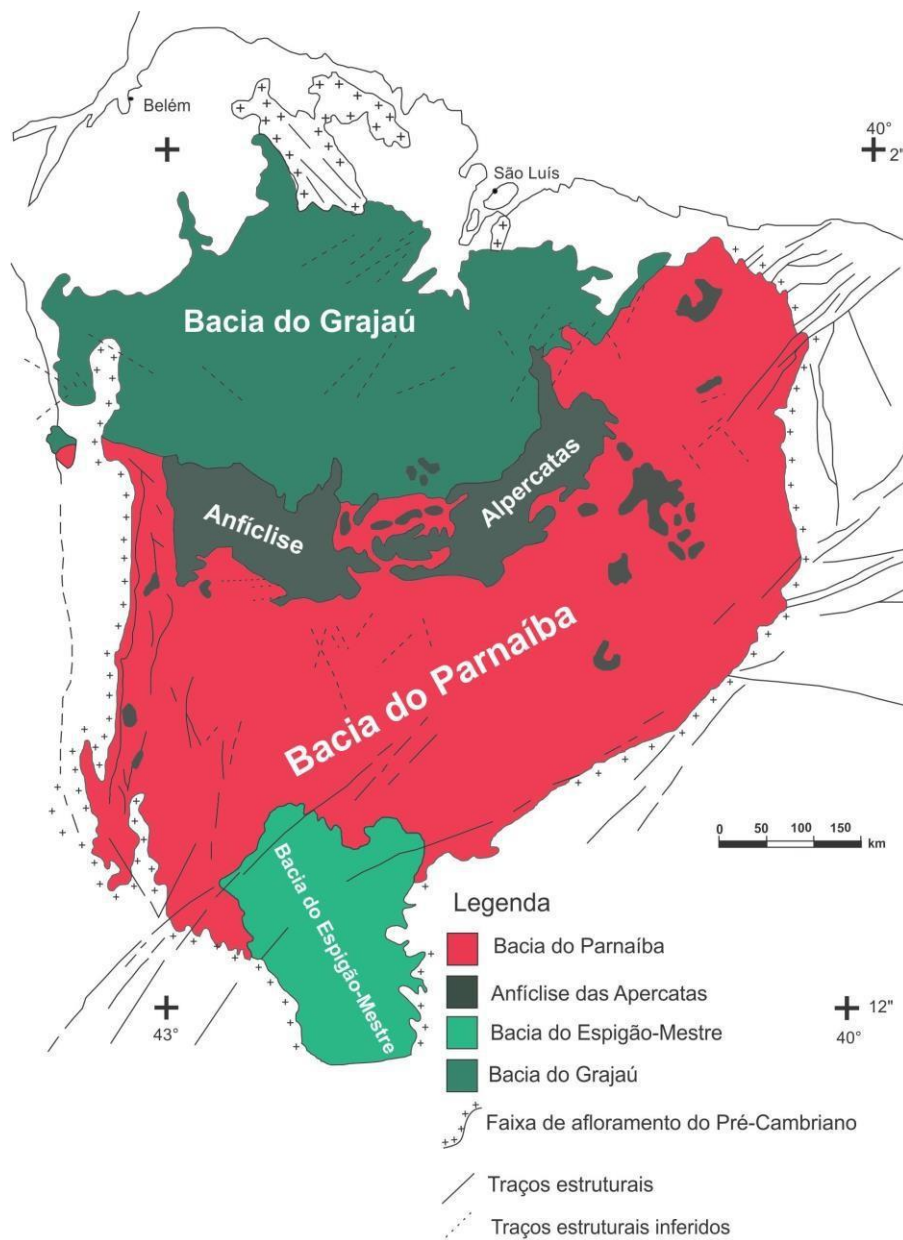 Belém
40°
2"
São Luís
Bacia do Grajaú
Anfíclise
Alpercatas
Bacia do Parnaíba
Bacia do Espigão-Mestre
0 50 100 150
km
Legenda
Bacia do Parnaíba
Anfíclise das Apercatas
Bacia do Espigão-Mestre
Bacia do Grajaú
Faixa de afloramento do Pré-Cambriano
Traços estruturais
Traços estruturais inferidos
43°
12"
40°